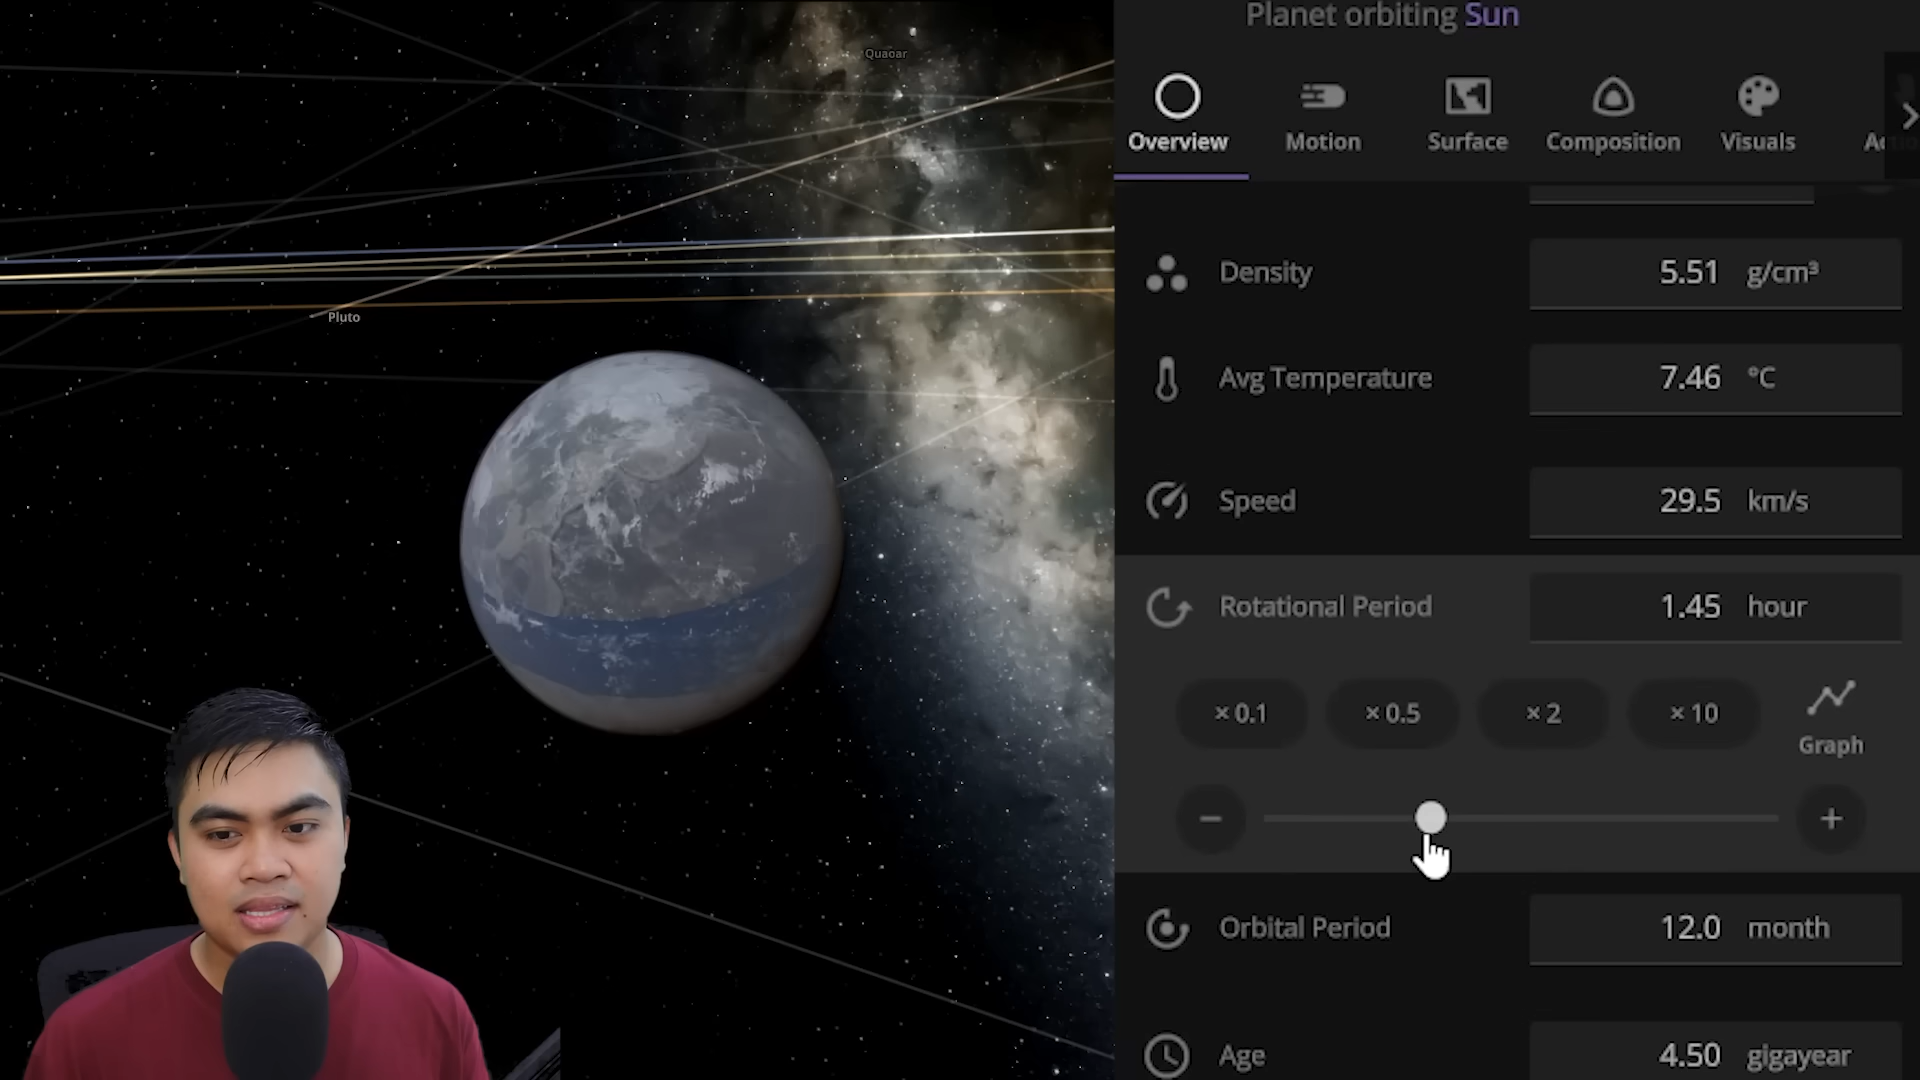 Planet orbiting Sun
Quaoar
Overview
Motion
Surface
Composition
Visuals
Density 5.51 g/cm³
Pluto
Avg Temperature 7.46 °C
Speed 29.5 km/s
Rotational Period 1.45 hour
×0.1 ×0.5 ×2 ×10
Graph
− +
Orbital Period 12.0 month
Age 4.50 gigayear